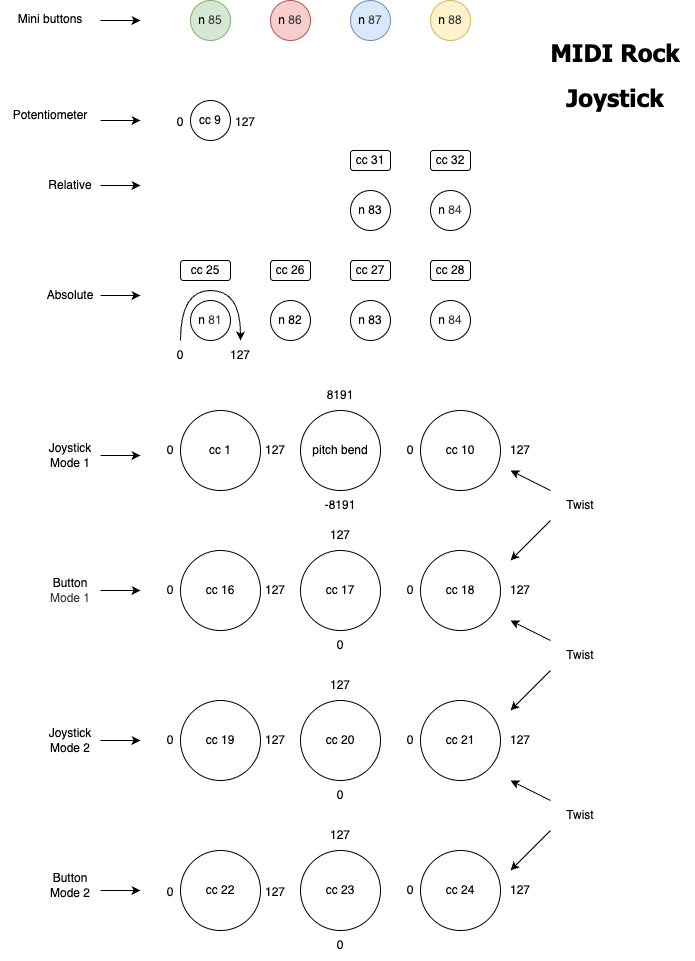 Mini buttons
n 85
n 86
n 87
n 88
MIDI Rock
Joystick
Potentiometer
0
cc 9
127
cc 31
cc 32
Relative
n 83
n 84
cc 25
cc 26
cc 27
cc 28
Absolute
n 81
n 82
n 83
n 84
0
127
8191
Joystick
Mode 1
0
cc 1
127
pitch bend
0
cc 10
127
-8191
Twist
127
Button
Mode 1
0
cc 16
127
cc 17
0
cc 18
127
0
Twist
127
Joystick
Mode 2
0
cc 19
127
cc 20
0
cc 21
127
0
Twist
127
Button
Mode 2
0
cc 22
127
cc 23
0
cc 24
127
0